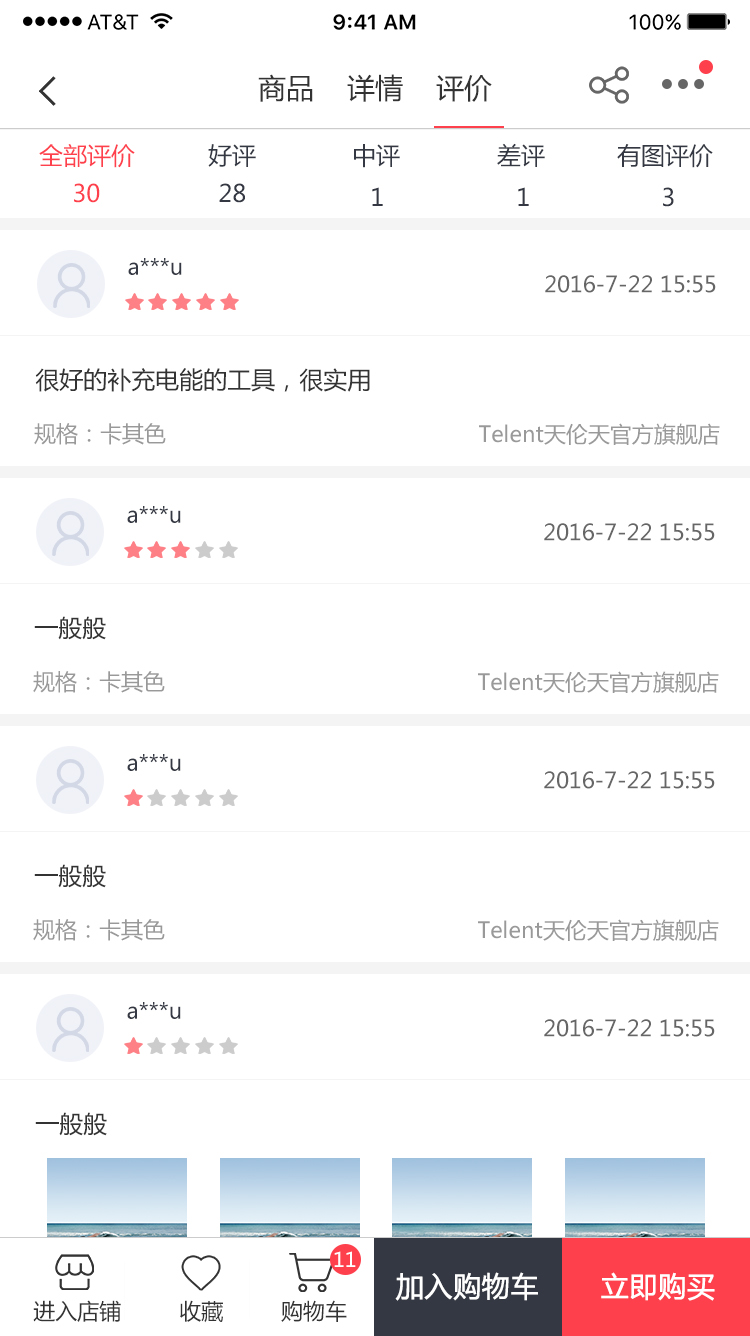 AT&T 9:41 AM 100%
商品 详情 评价
全部评价 好评 中评 差评 有图评价
30 28 1 1 3
a***u
2016-7-22 15:55
很好的补充电能的工具，很实用
规格：卡其色 Telent天伦天官方旗舰店
a***u
2016-7-22 15:55
一般般
规格：卡其色 Telent天伦天官方旗舰店
a***u
2016-7-22 15:55
一般般
规格：卡其色 Telent天伦天官方旗舰店
a***u
2016-7-22 15:55
一般般
11
进入店铺 收藏 购物车 加入购物车 立即购买